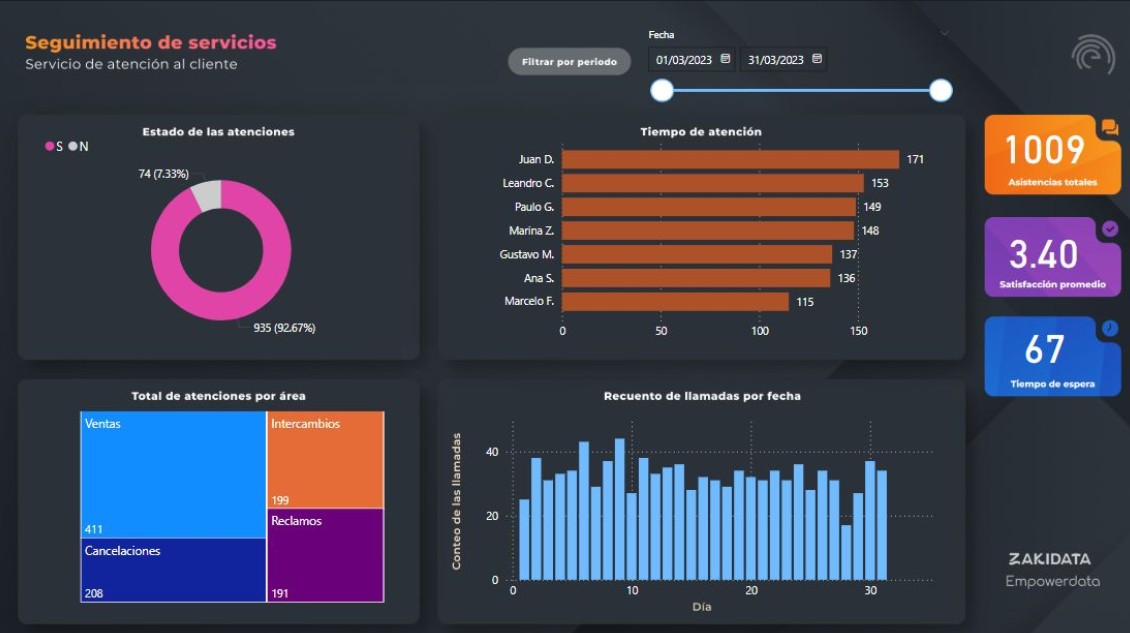 Seguimiento de servicios
Servicio de atención al cliente
Filtrar por periodo
Fecha
01/03/2023
31/03/2023
Estado de las atenciones
S N
74 (7.33%)
935 (92.67%)
Tiempo de atención
Juan D. 171
Leandro C. 153
Paulo G. 149
Marina Z. 148
Gustavo M. 137
Ana S. 136
Marcelo F. 115
0 50 100 150
1009
Asistencias totales
3.40
Satisfacción promedio
67
Tiempo de espera
Total de atenciones por área
Ventas
411
Cancelaciones
208
Intercambios
199
Reclamos
191
Recuento de llamadas por fecha
Conteo de las llamadas
40
20
0
0 10 20 30
Día
ZAKIDATA
Empowerdata